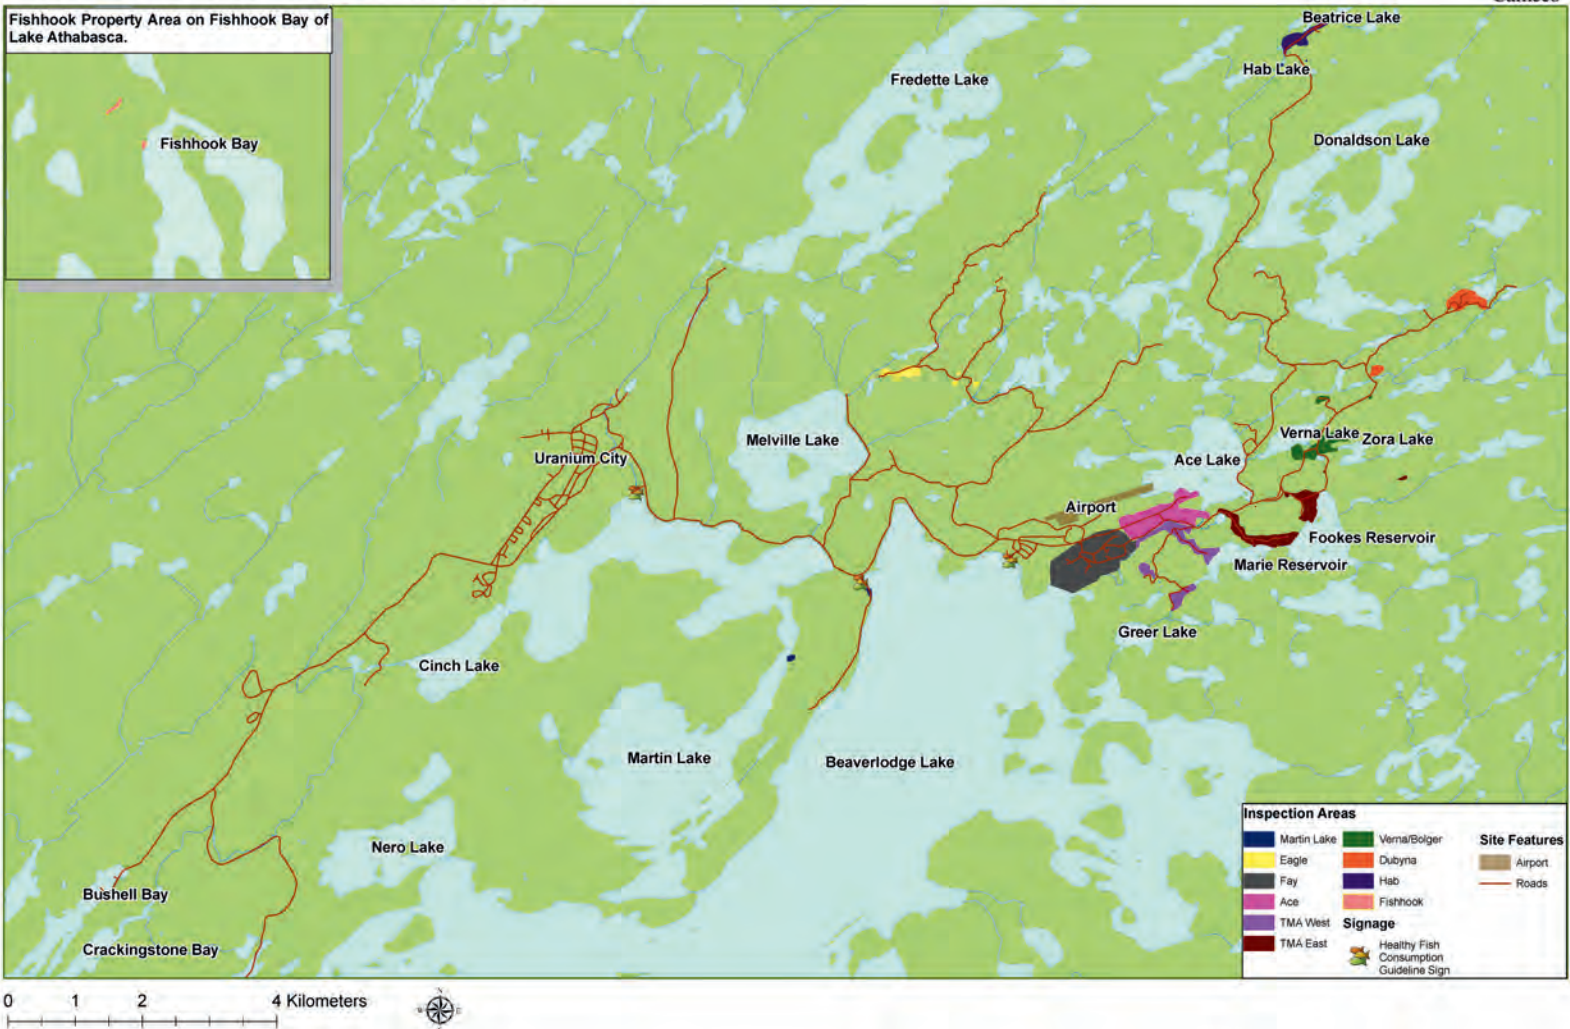 Fishhook Property Area on Fishhook Bay of
Lake Athabasca.
Fishhook Bay
Beatrice Lake
Hab Lake
Fredette Lake
Donaldson Lake
Melville Lake
Uranium City
Verna Lake
Zora Lake
Ace Lake
Airport
Fookes Reservoir
Marie Reservoir
Greer Lake
Cinch Lake
Martin Lake
Beaverlodge Lake
Nero Lake
Bushell Bay
Crackingstone Bay
Inspection Areas
Martin Lake
Eagle
Fay
Ace
TMA West
TMA East
Verna/Bolger
Dubyna
Hab
Fishhook
Signage
Healthy Fish
Consumption
Guideline Sign
Site Features
Airport
Roads
0 1 2 4 Kilometers